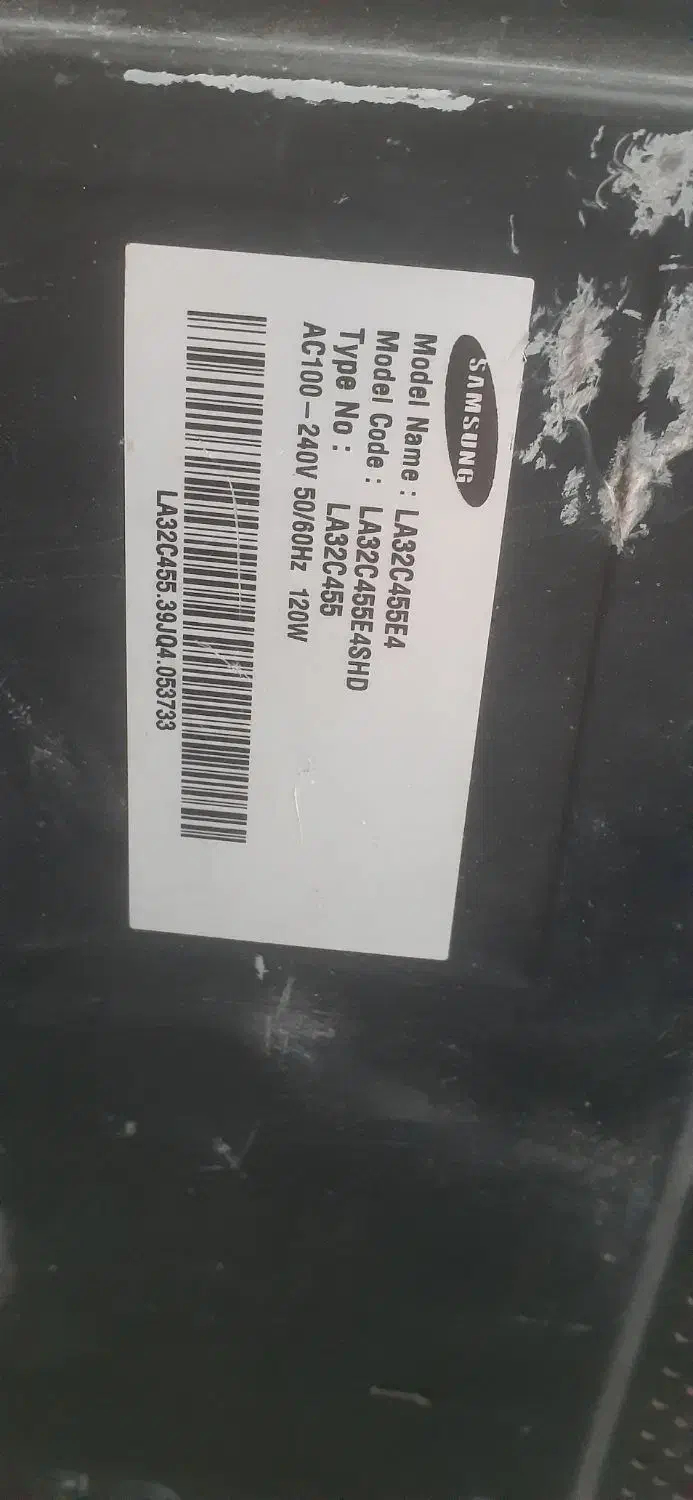 SAMSUNG
Model Name : LA32C455E4
Model Code : LA32C455E4SHD
Type No : LA32C455
AC100-240V 50/60Hz 120W
LA32C455.39JQ4.053733